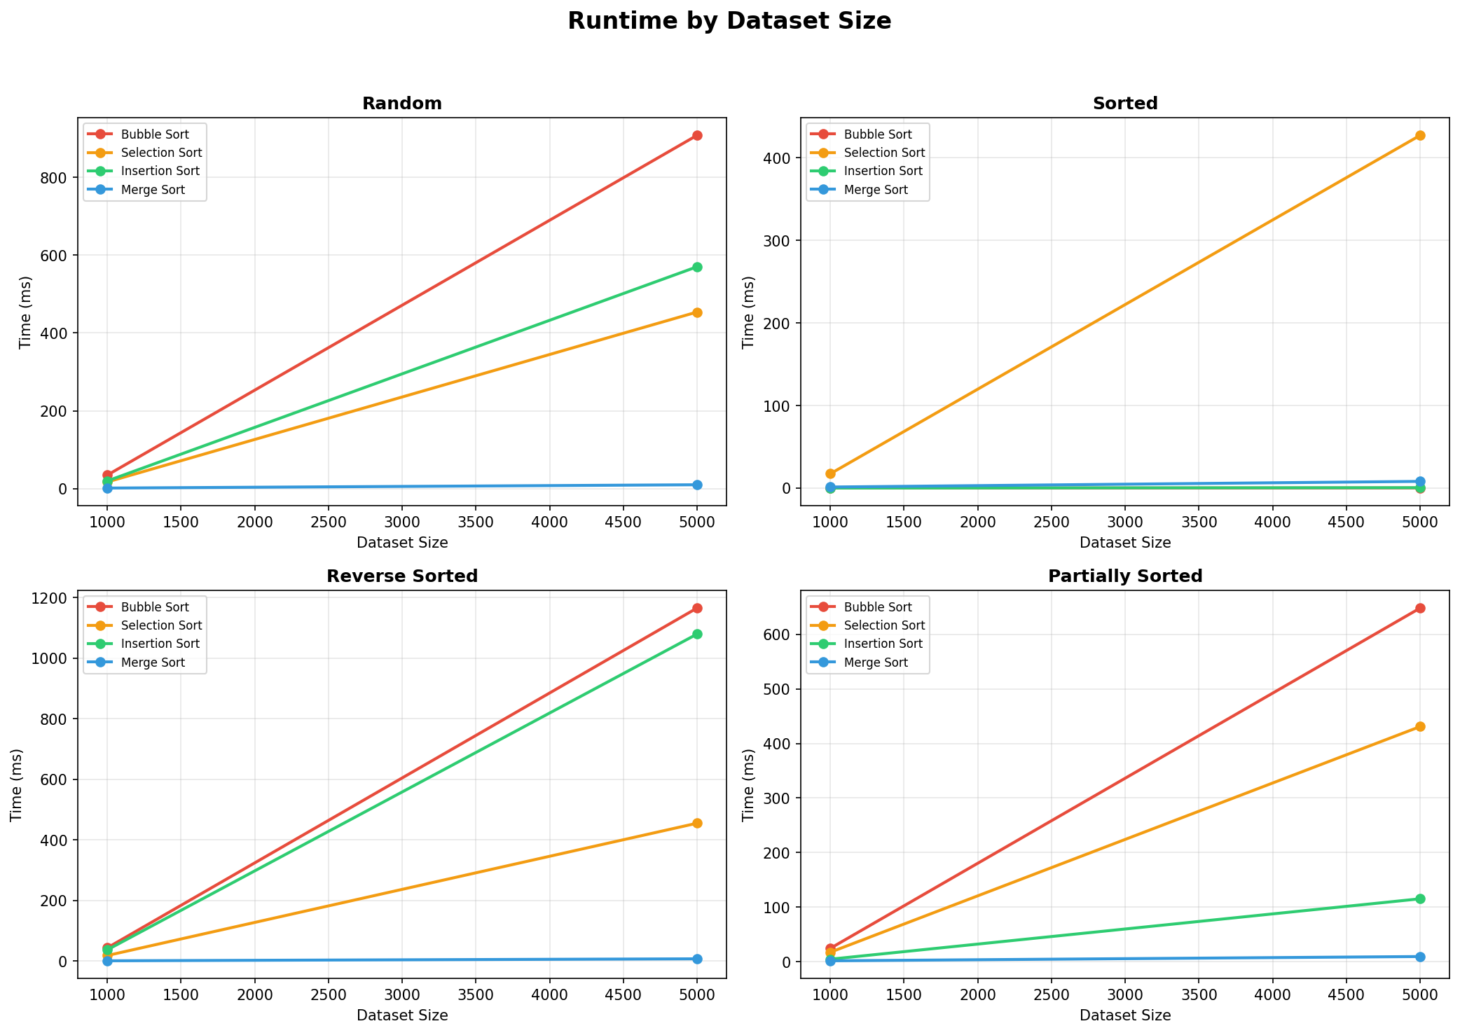 Runtime by Dataset Size
Random
Bubble Sort
Selection Sort
Insertion Sort
Merge Sort
Time (ms)
800
600
400
200
0
1000 1500 2000 2500 3000 3500 4000 4500 5000
Dataset Size
Sorted
Bubble Sort
Selection Sort
Insertion Sort
Merge Sort
Time (ms)
400
300
200
100
0
1000 1500 2000 2500 3000 3500 4000 4500 5000
Dataset Size
Reverse Sorted
Bubble Sort
Selection Sort
Insertion Sort
Merge Sort
Time (ms)
1200
1000
800
600
400
200
0
1000 1500 2000 2500 3000 3500 4000 4500 5000
Dataset Size
Partially Sorted
Bubble Sort
Selection Sort
Insertion Sort
Merge Sort
Time (ms)
600
500
400
300
200
100
0
1000 1500 2000 2500 3000 3500 4000 4500 5000
Dataset Size